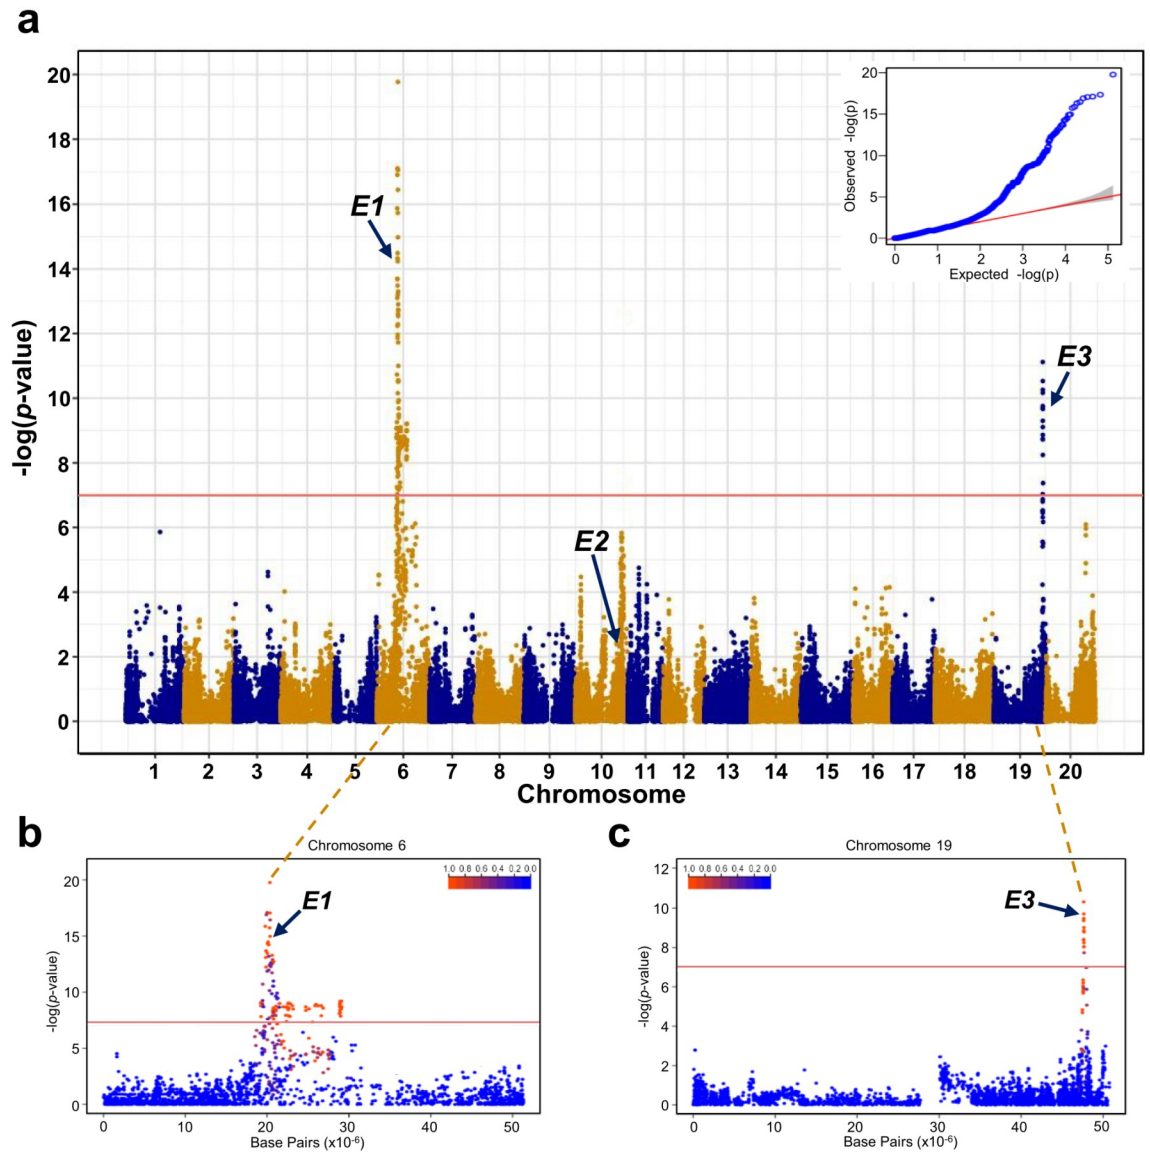 a
20
18
16
14
12
10
8
6
4
2
0
-log(p-value)
E1
E2
E3
20
15
10
5
0
Observed -log(p)
0 1 2 3 4 5
Expected -log(p)
1 2 3 4 5 6 7 8 9 10 11 12 13 14 15 16 17 18 19 20
Chromosome
b
Chromosome 6
1.0 0.8 0.6 0.4 0.2 0.0
20
15
10
5
0
-log(p-value)
E1
0 10 20 30 40 50
Base Pairs (x10-6)
c
Chromosome 19
1.0 0.8 0.6 0.4 0.2 0.0
12
10
8
6
4
2
0
-log(p-value)
E3
0 10 20 30 40 50
Base Pairs (x10-6)